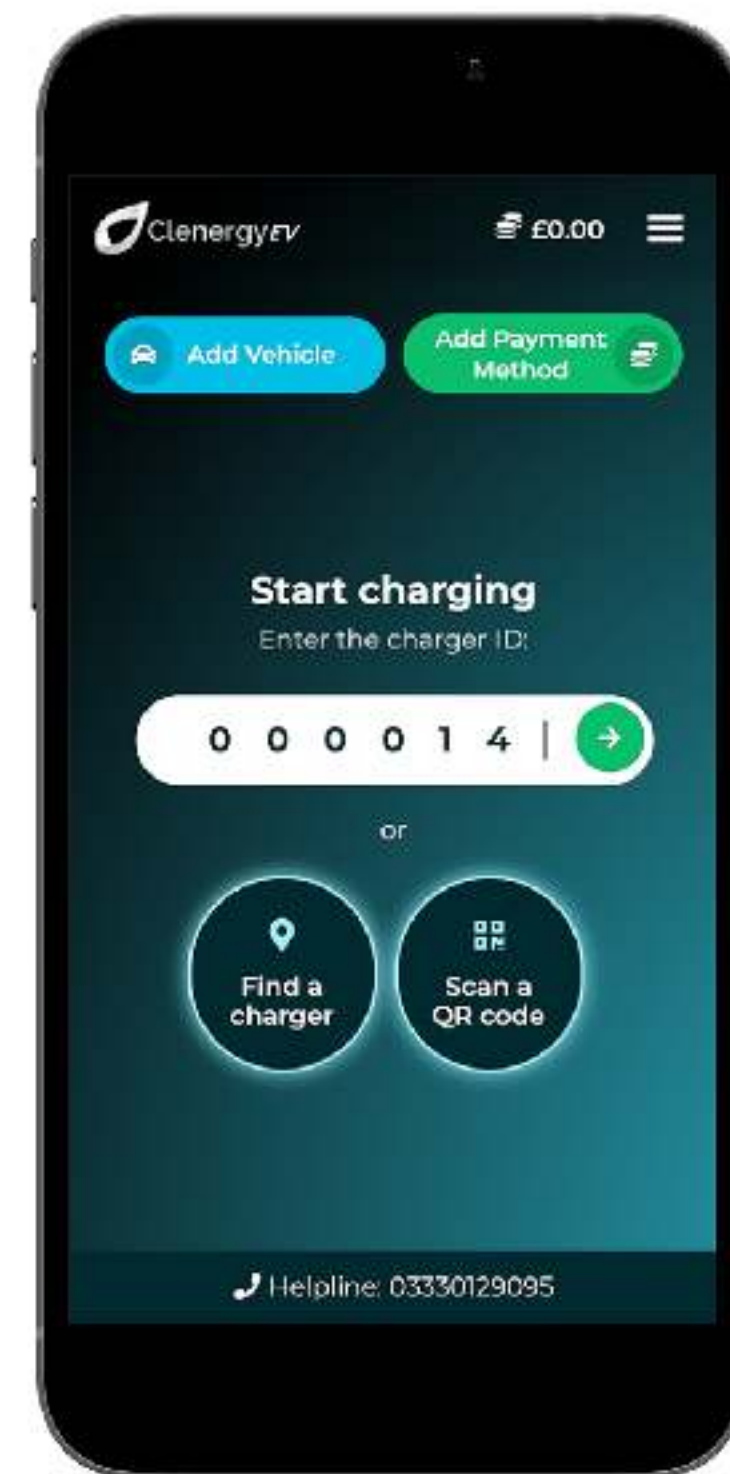 ClenergyEV £0.00
Add Vehicle
Add Payment
Method
Start charging
Enter the charger ID:
0 0 0 0 1 4
or
Find a
charger
Scan a
QR code
Helpline: 03330129095